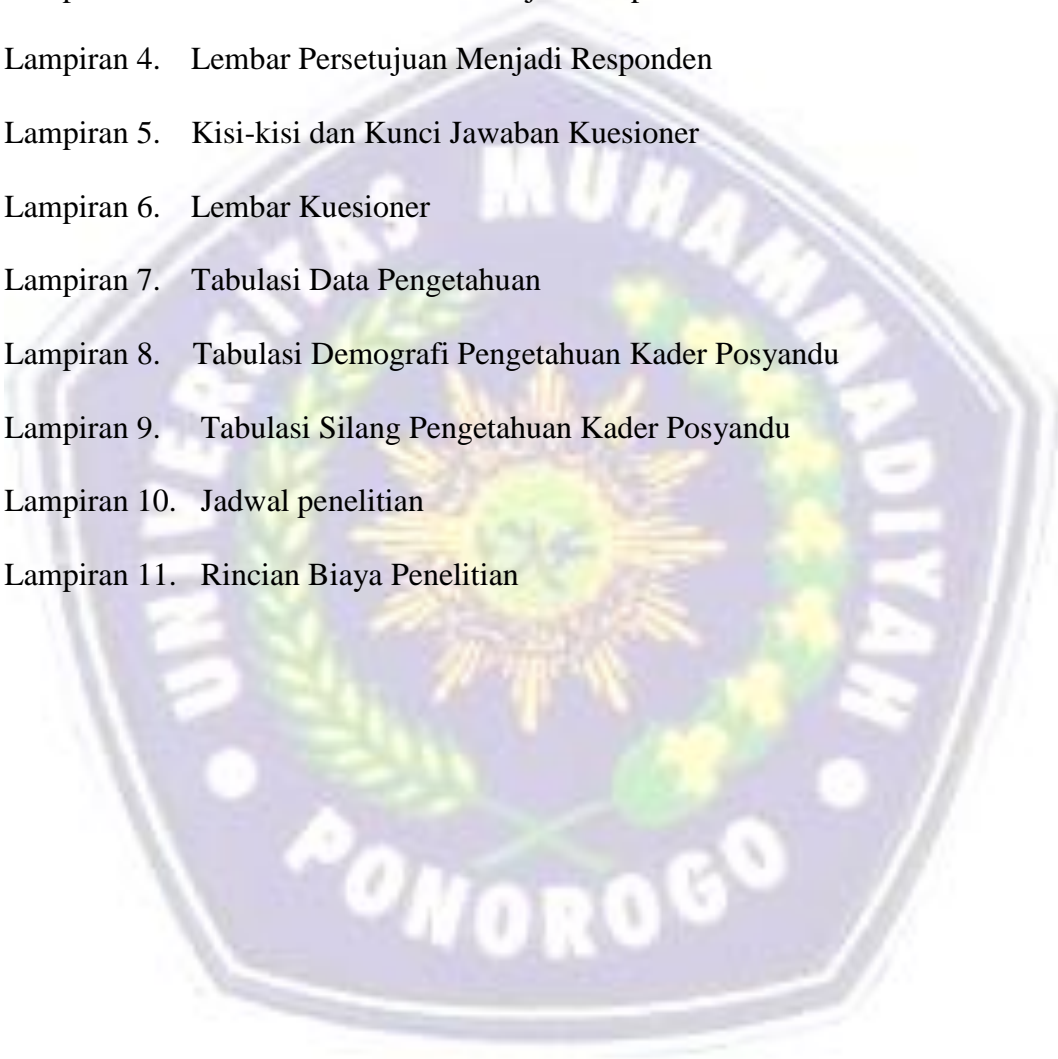 Lampiran 4. Lembar Persetujuan Menjadi Responden
Lampiran 5. Kisi-kisi dan Kunci Jawaban Kuesioner
Lampiran 6. Lembar Kuesioner
Lampiran 7. Tabulasi Data Pengetahuan
Lampiran 8. Tabulasi Demografi Pengetahuan Kader Posyandu
Lampiran 9. Tabulasi Silang Pengetahuan Kader Posyandu
Lampiran 10. Jadwal penelitian
Lampiran 11. Rincian Biaya Penelitian
UNIVERSITAS MUHAMMADIYAH
PONOROGO